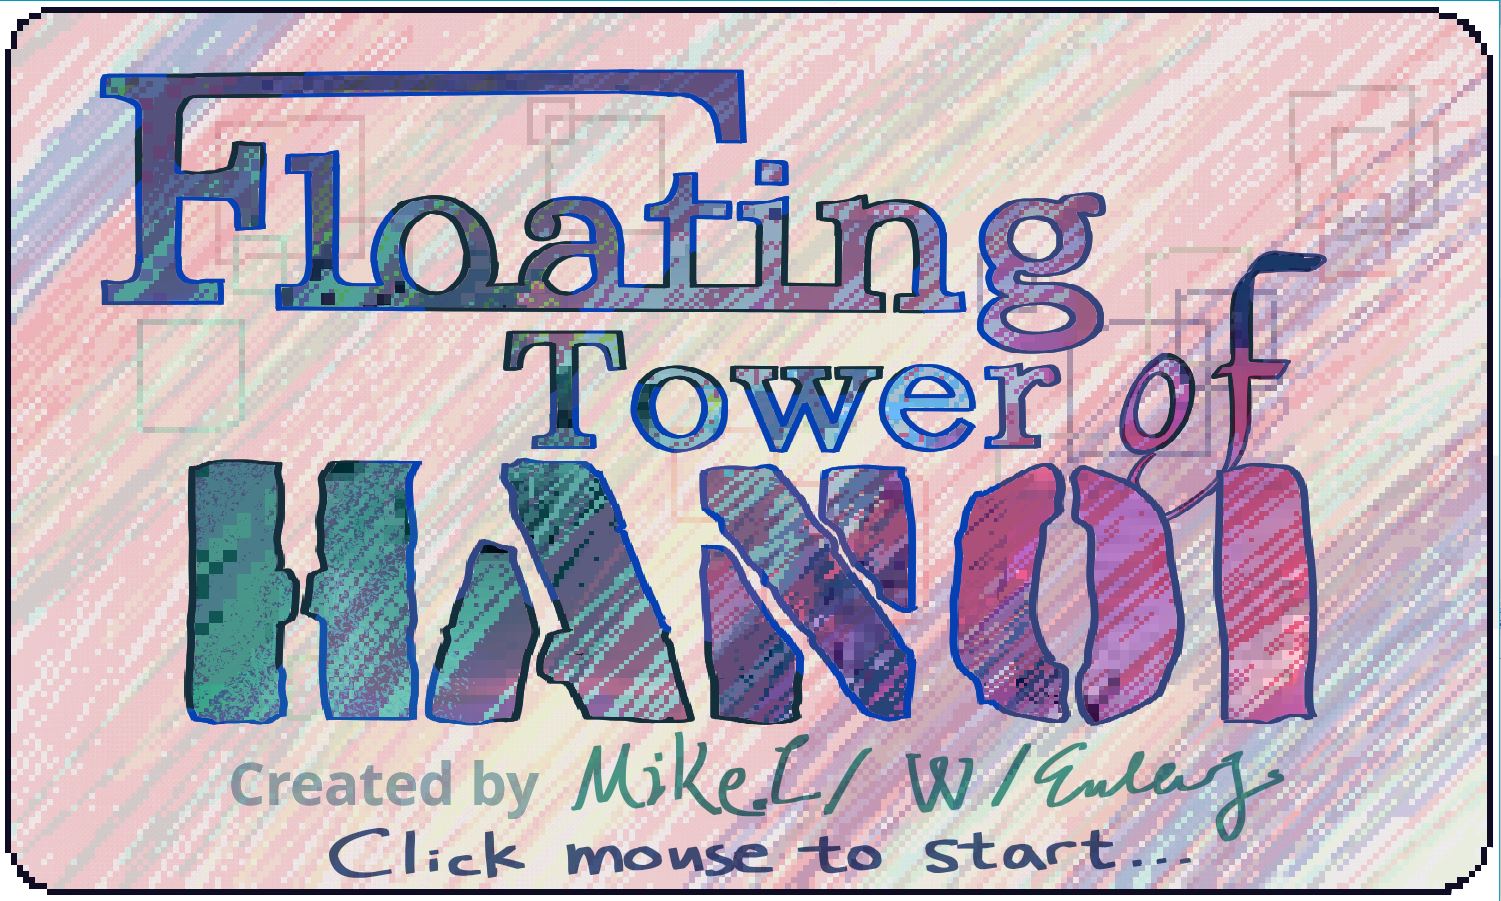 Floating
Tower of
HANOI
Created by Mike.L/ W/
Click mouse to start...